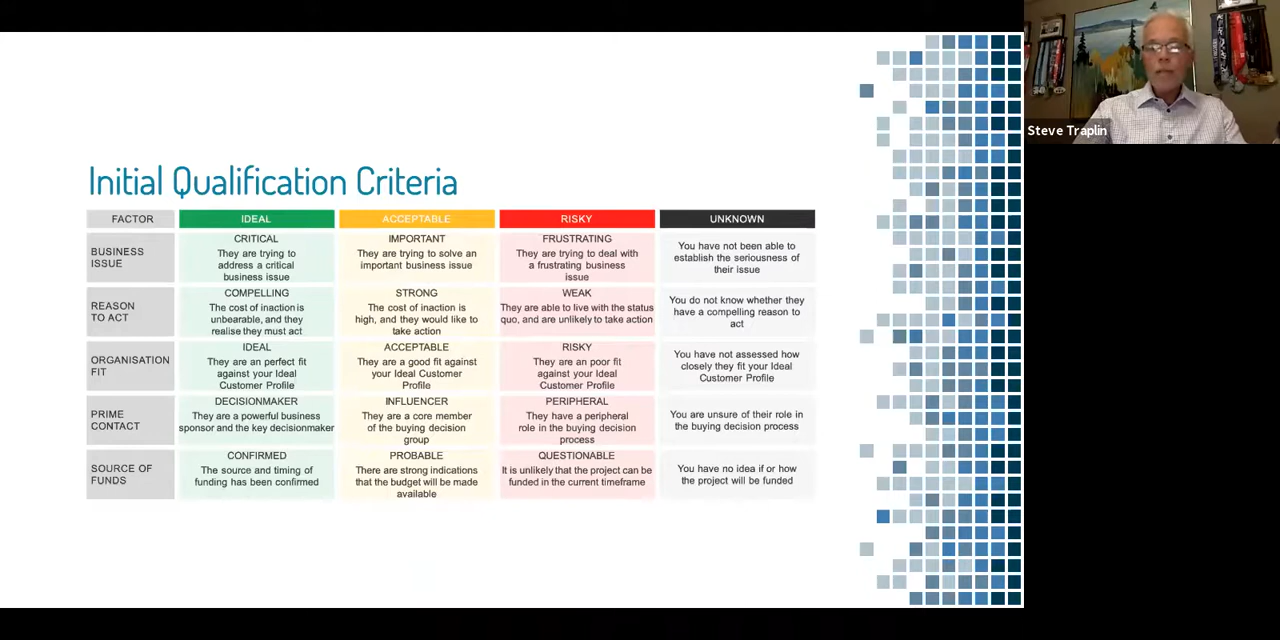 Steve Traplin
Initial Qualification Criteria
FACTOR
IDEAL
ACCEPTABLE
RISKY
UNKNOWN
BUSINESS
ISSUE
CRITICAL
They are trying to
address a critical
business issue
IMPORTANT
They are trying to solve an
important business issue
FRUSTRATING
They are trying to deal with
a frustrating business
issue
You have not been able to
establish the seriousness of
their issue
REASON
TO ACT
COMPELLING
The cost of inaction is
unbearable, and they
realise they must act
STRONG
The cost of inaction is
high, and they would like to
take action
WEAK
They are able to live with the status
quo, and are unlikely to take action
You do not know whether they
have a compelling reason to
act
ORGANISATION
FIT
IDEAL
They are a perfect fit
against your Ideal
Customer Profile
ACCEPTABLE
They are a good fit against
your Ideal Customer
Profile
RISKY
They are an poor fit
against your Ideal
Customer Profile
You have not assessed how
closely they fit your Ideal
Customer Profile
PRIME
CONTACT
DECISIONMAKER
They are a powerful business
sponsor and the key decisionmaker
INFLUENCER
They are a core member
of the buying decision
group
PERIPHERAL
They have a peripheral
role in the buying decision
process
You are unsure of their role in
the buying decision process
SOURCE OF
FUNDS
CONFIRMED
The source and timing of
funding has been confirmed
PROBABLE
There are strong indications
that the budget will be made
available
QUESTIONABLE
It is unlikely that the project can be
funded in the current timeframe
You have no idea if or how
the project will be funded